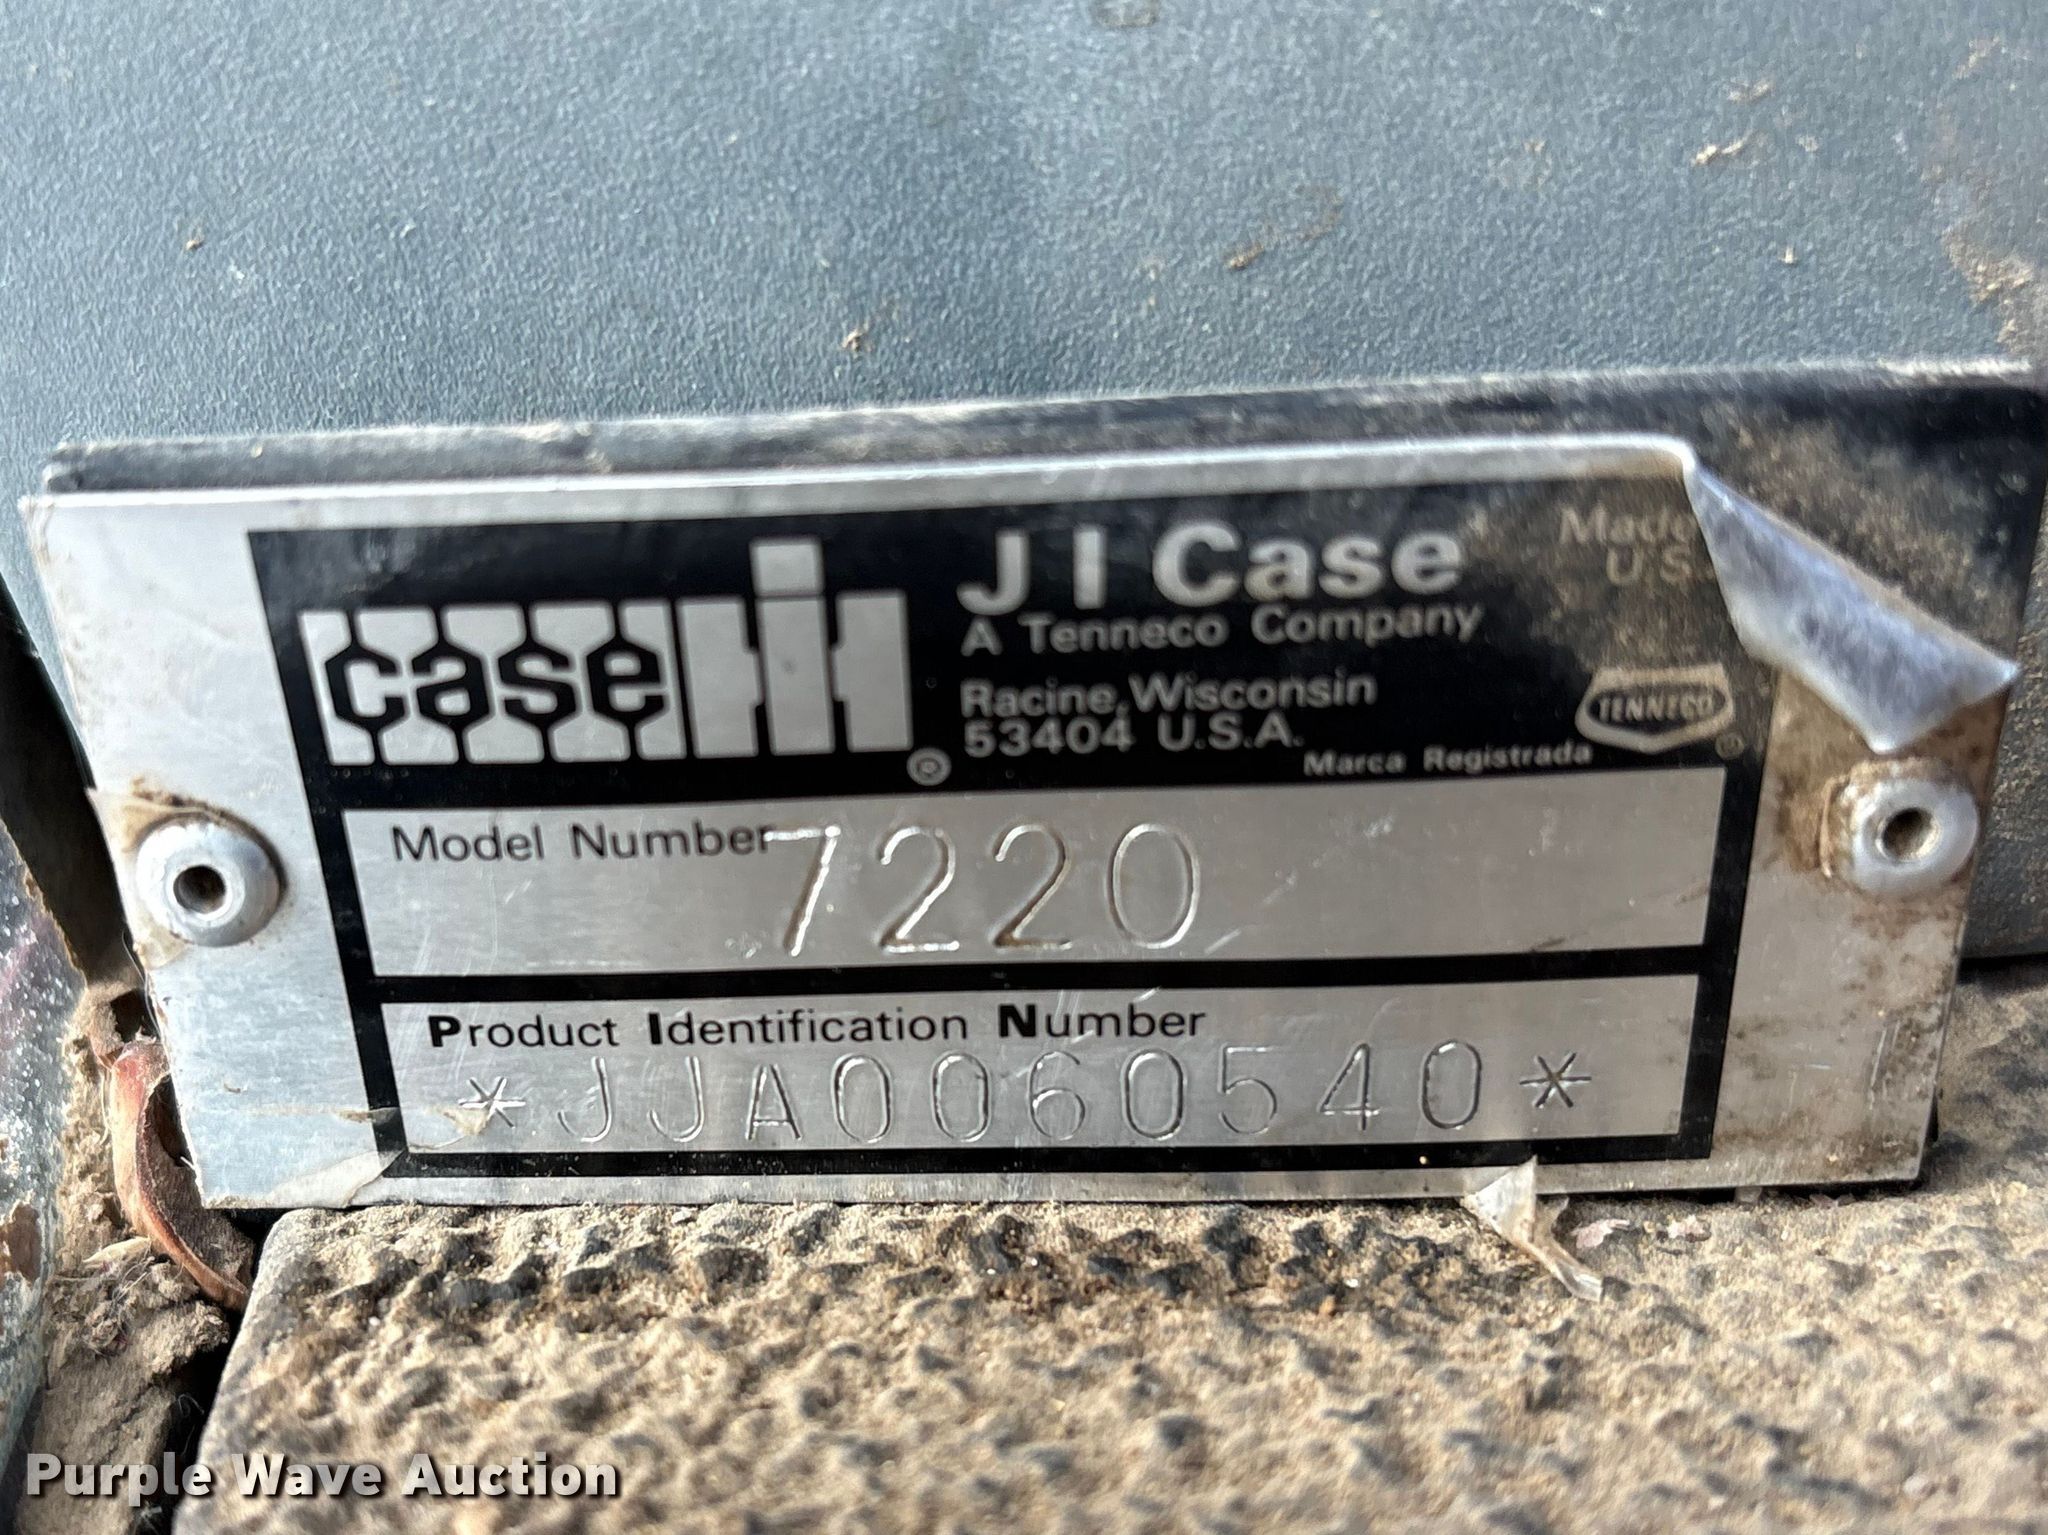 case IH ®
J I Case
A Tenneco Company
Racine, Wisconsin
53404 U.S.A.
Marca Registrada
Made
U.S.
TENNECO ®
Model Number 7220
Product Identification Number
*JJA0060540*
Purple Wave Auction